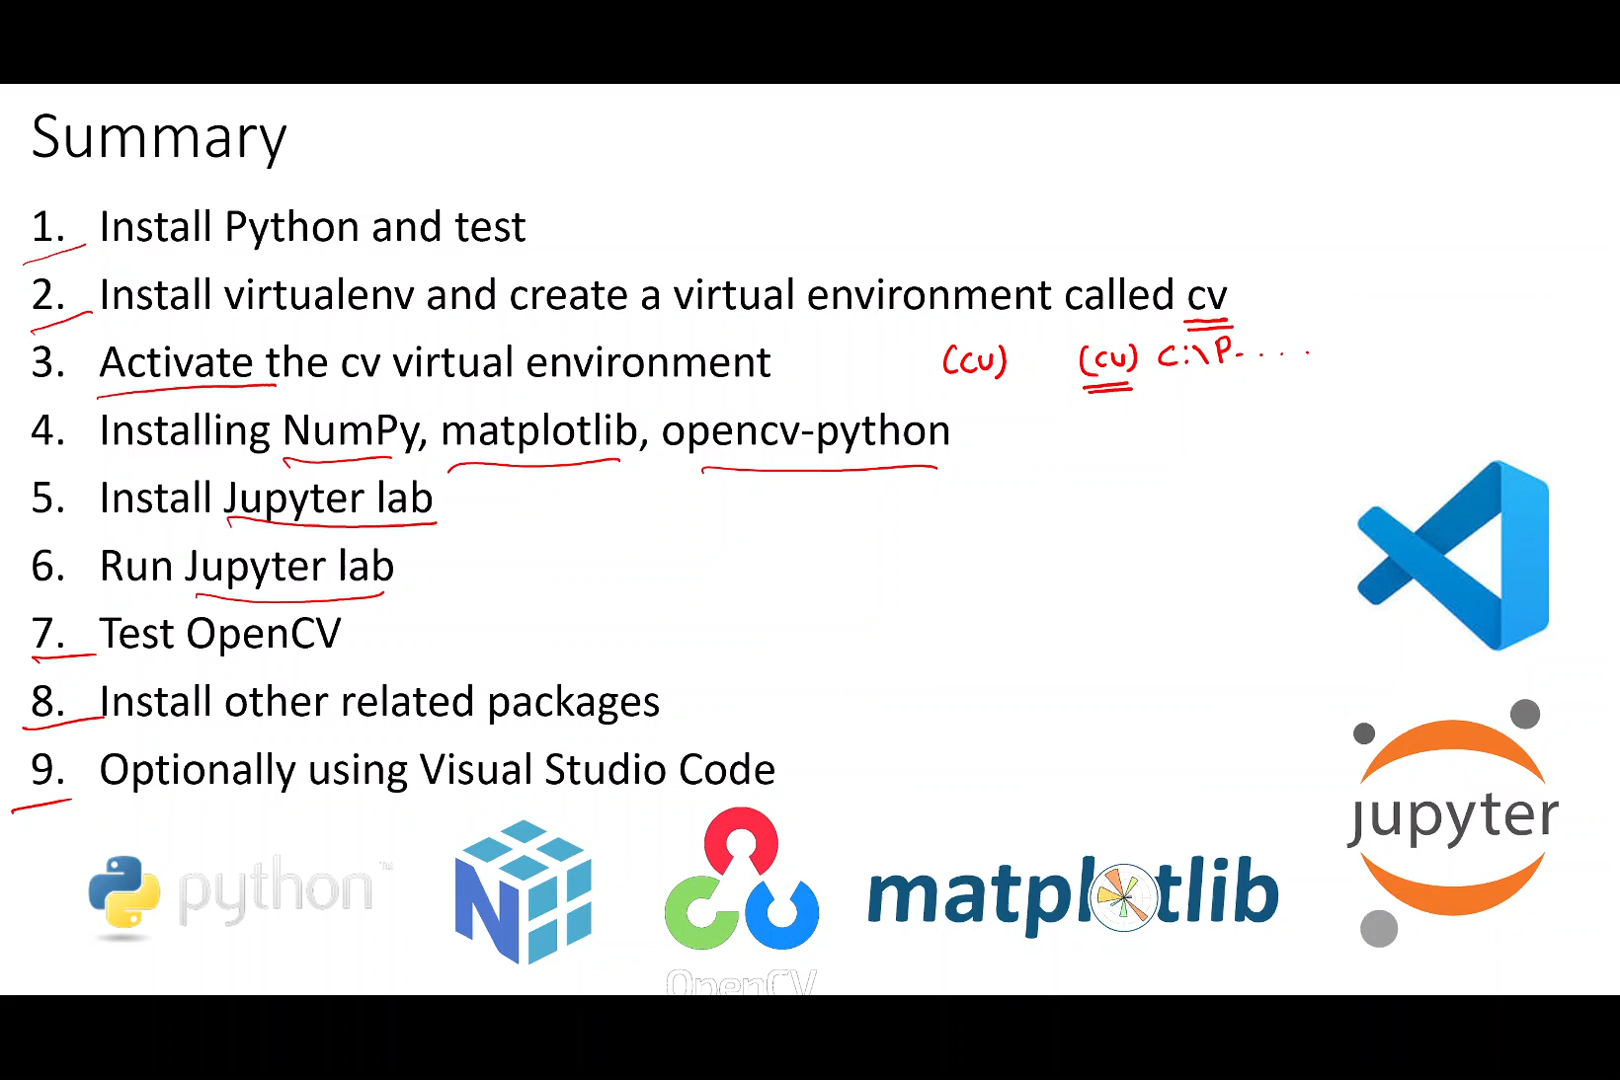 Summary
1. Install Python and test
2. Install virtualenv and create a virtual environment called cv
3. Activate the cv virtual environment (cv) (cv) C:\P-....
4. Installing NumPy, matplotlib, opencv-python
5. Install Jupyter lab
6. Run Jupyter lab
7. Test OpenCV
8. Install other related packages
9. Optionally using Visual Studio Code
python™
N
OpenCV
matplotlib
jupyter